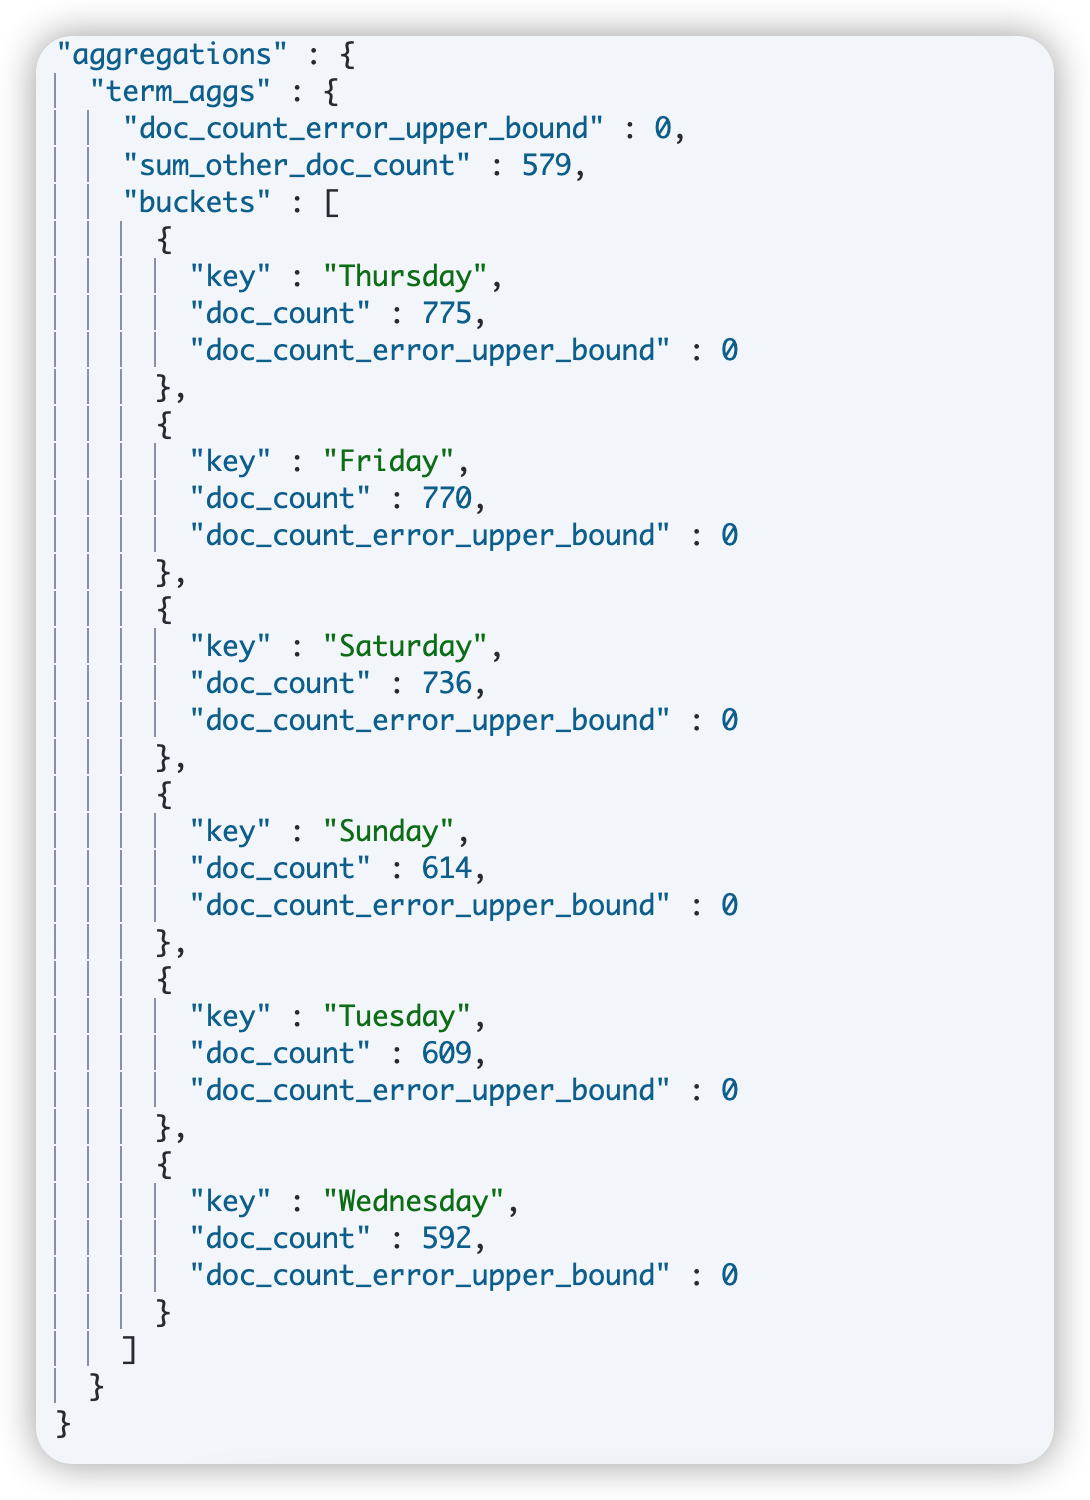 "aggregations" : {
  "term_aggs" : {
    "doc_count_error_upper_bound" : 0,
    "sum_other_doc_count" : 579,
    "buckets" : [
      {
        "key" : "Thursday",
        "doc_count" : 775,
        "doc_count_error_upper_bound" : 0
      },
      {
        "key" : "Friday",
        "doc_count" : 770,
        "doc_count_error_upper_bound" : 0
      },
      {
        "key" : "Saturday",
        "doc_count" : 736,
        "doc_count_error_upper_bound" : 0
      },
      {
        "key" : "Sunday",
        "doc_count" : 614,
        "doc_count_error_upper_bound" : 0
      },
      {
        "key" : "Tuesday",
        "doc_count" : 609,
        "doc_count_error_upper_bound" : 0
      },
      {
        "key" : "Wednesday",
        "doc_count" : 592,
        "doc_count_error_upper_bound" : 0
      }
    ]
  }
}